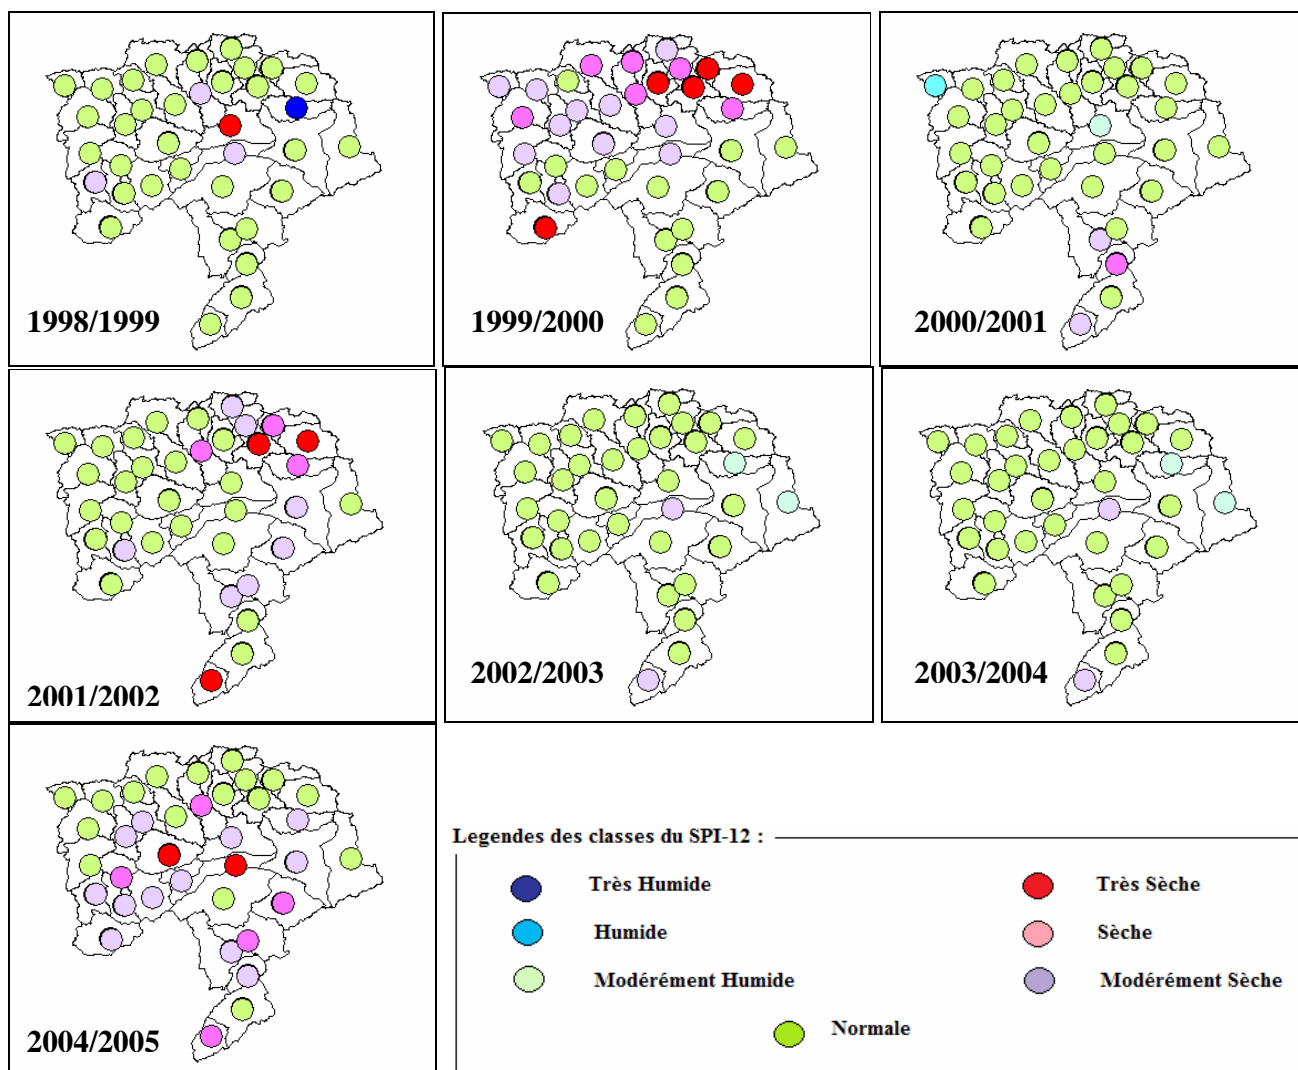 1998/1999
1999/2000
2000/2001
2001/2002
2002/2003
2003/2004
2004/2005
Legendes des classes du SPI-12 :
Très Humide
Très Sèche
Humide
Sèche
Modérément Humide
Modérément Sèche
Normale